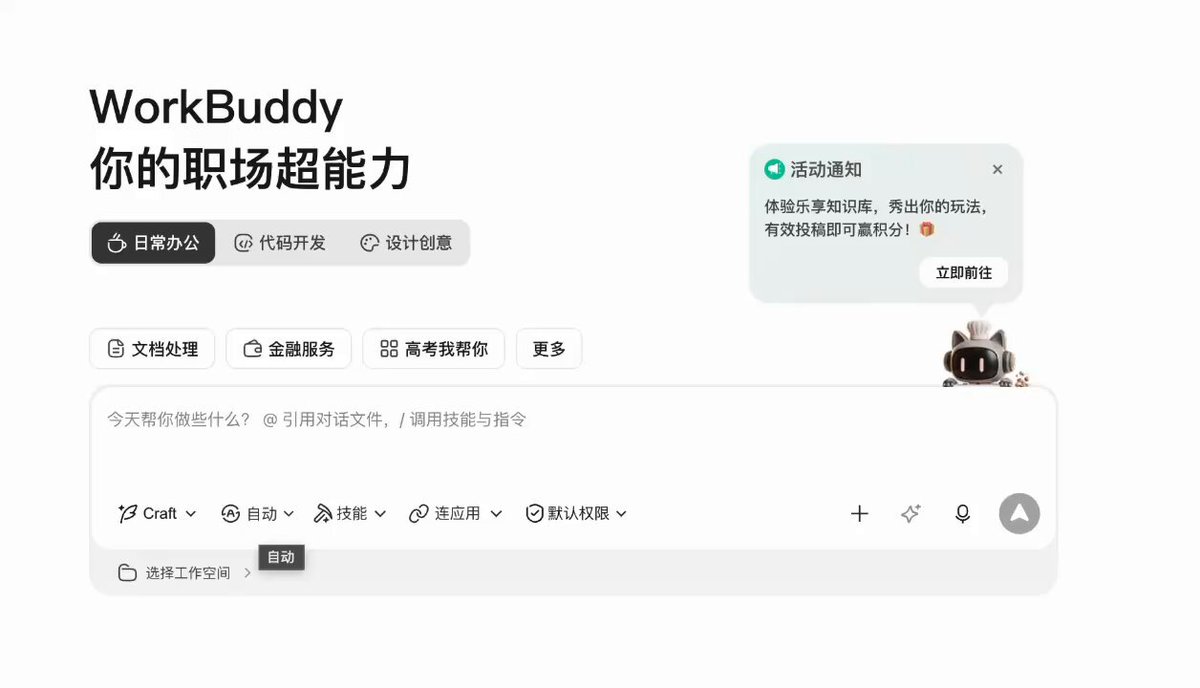 WorkBuddy
你的职场超能力
日常办公 代码开发 设计创意
活动通知
体验乐享知识库，秀出你的玩法，
有效投稿即可赢积分！
立即前往
文档处理 金融服务 高考我帮你 更多
今天帮你做些什么？ @ 引用对话文件，/ 调用技能与指令
Craft 自动 技能 连应用 默认权限
自动
选择工作空间